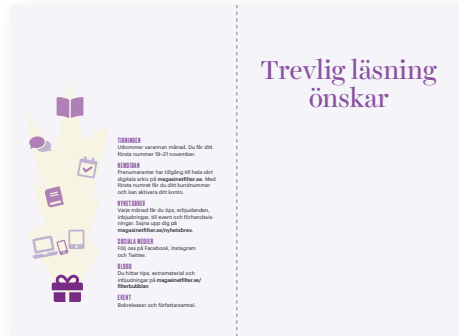 TIDNINGEN
Utkommer varannan månad. Du får ditt
första nummer 19–21 november.
HEMSIDAN
Prenumeranter har tillgång till hela vårt
digitala arkiv på magasinetfilter.se. Med
första numret får du ditt kundnummer
och kan aktivera ditt konto.
NYHETSBREV
Varje månad får du tips, erbjudanden,
inbjudningar, till event och förhandsvis-
ningar. Sajna upp dig på
magasinetfilter.se/nyhetsbrev.
SOCIALA MEDIER
Följ oss på Facebook, Instagram
och Twitter.
BLOGG
Du hittar tips, extramaterial och
inbjudningar på magasinetfilter.se/
filterbubblan
EVENT
Bokreleaser och författarsamtal.
Trevlig läsning
önskar